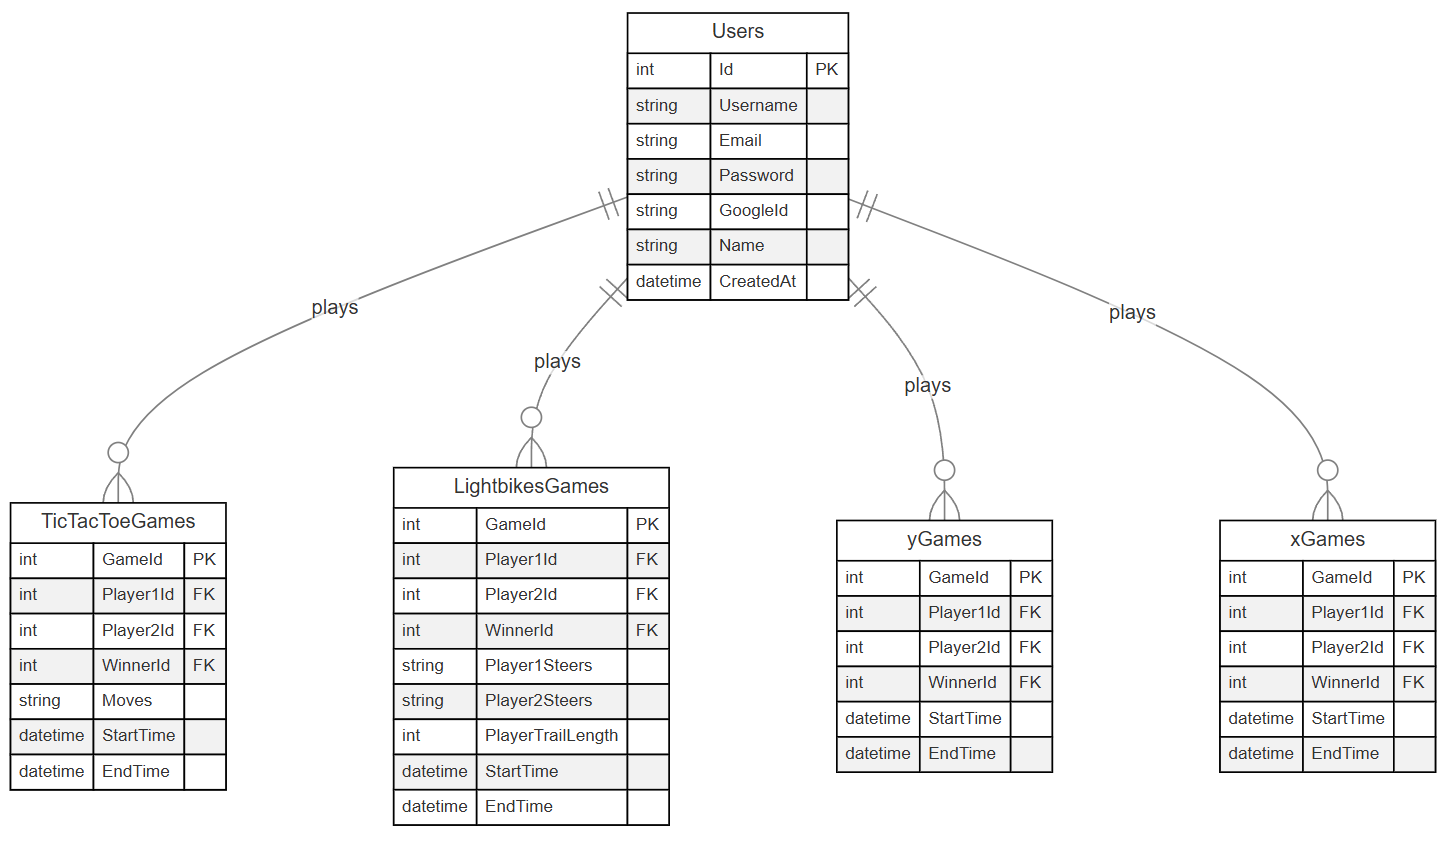 Users
int Id PK
string Username
string Email
string Password
string GoogleId
string Name
datetime CreatedAt
plays
plays
plays
plays
TicTacToeGames
int GameId PK
int Player1Id FK
int Player2Id FK
int WinnerId FK
string Moves
datetime StartTime
datetime EndTime
LightbikesGames
int GameId PK
int Player1Id FK
int Player2Id FK
int WinnerId FK
string Player1Steers
string Player2Steers
int PlayerTrailLength
datetime StartTime
datetime EndTime
yGames
int GameId PK
int Player1Id FK
int Player2Id FK
int WinnerId FK
datetime StartTime
datetime EndTime
xGames
int GameId PK
int Player1Id FK
int Player2Id FK
int WinnerId FK
datetime StartTime
datetime EndTime